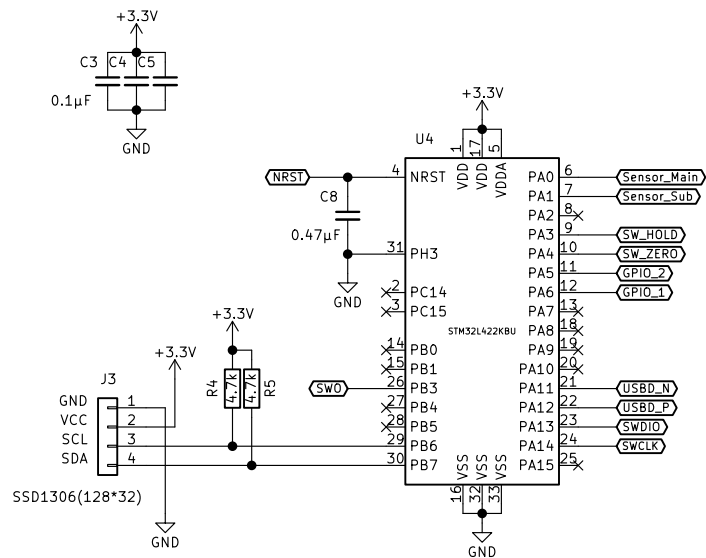 +3.3V
C3 C4 C5
0.1µF
GND
+3.3V
U4
1 17 5
VDD VDD VDDA
NRST 4 NRST
C8
0.47µF
31 PH3
GND
2 PC14
3 PC15
14 PB0
15 PB1
SWO 26 PB3
27 PB4
28 PB5
29 PB6
30 PB7
STM32L422KBU
PA0 6 Sensor_Main
PA1 7 Sensor_Sub
PA2 8
PA3 9 SW_HOLD
PA4 10 SW_ZERO
PA5 11 GPIO_2
PA6 12 GPIO_1
PA7 13
PA8 18
PA9 19
PA10 20
PA11 21 USBD_N
PA12 22 USBD_P
PA13 23 SWDIO
PA14 24 SWCLK
PA15 25
VSS VSS VSS
16 32 33
GND
+3.3V
R4 4.7k 4.7k R5
+3.3V
J3
GND 1
VCC 2
SCL 3
SDA 4
SSD1306(128*32)
GND